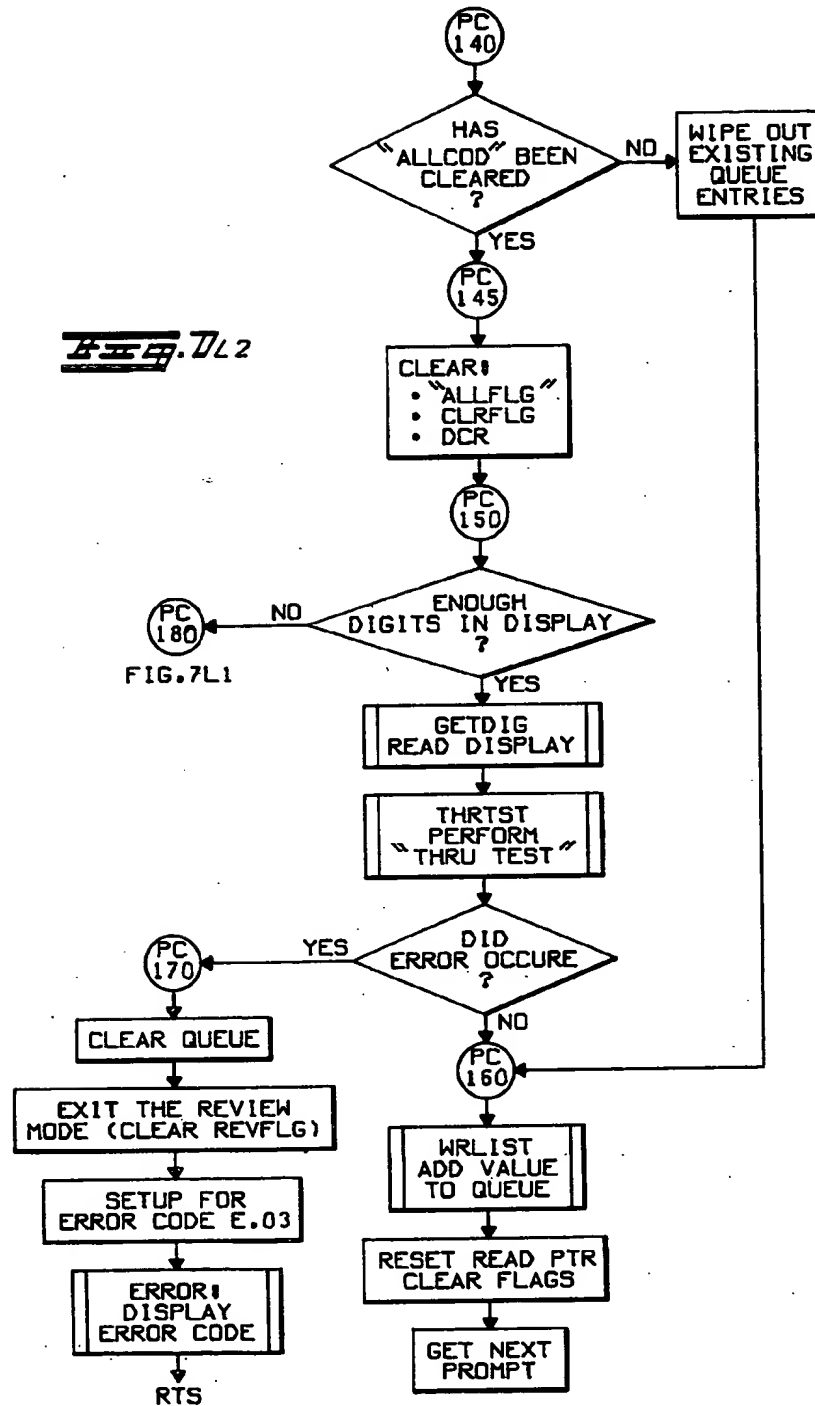 PC
140
HAS
"ALLCOD" BEEN
CLEARED
?
NO
WIPE OUT
EXISTING
QUEUE
ENTRIES
YES
PC
145
Fig. 7L2
CLEAR:
• "ALLFLG"
• CLRFLG
• DCR
PC
150
ENOUGH
DIGITS IN DISPLAY
?
NO
PC
180
FIG.7L1
YES
GETDIG
READ DISPLAY
THRTST
PERFORM
"THRU TEST"
DID
ERROR OCCURE
?
YES
PC
170
NO
PC
160
CLEAR QUEUE
EXIT THE REVIEW
MODE (CLEAR REVFLG)
SETUP FOR
ERROR CODE E.03
ERROR:
DISPLAY
ERROR CODE
RTS
WRLIST
ADD VALUE
TO QUEUE
RESET READ PTR
CLEAR FLAGS
GET NEXT
PROMPT